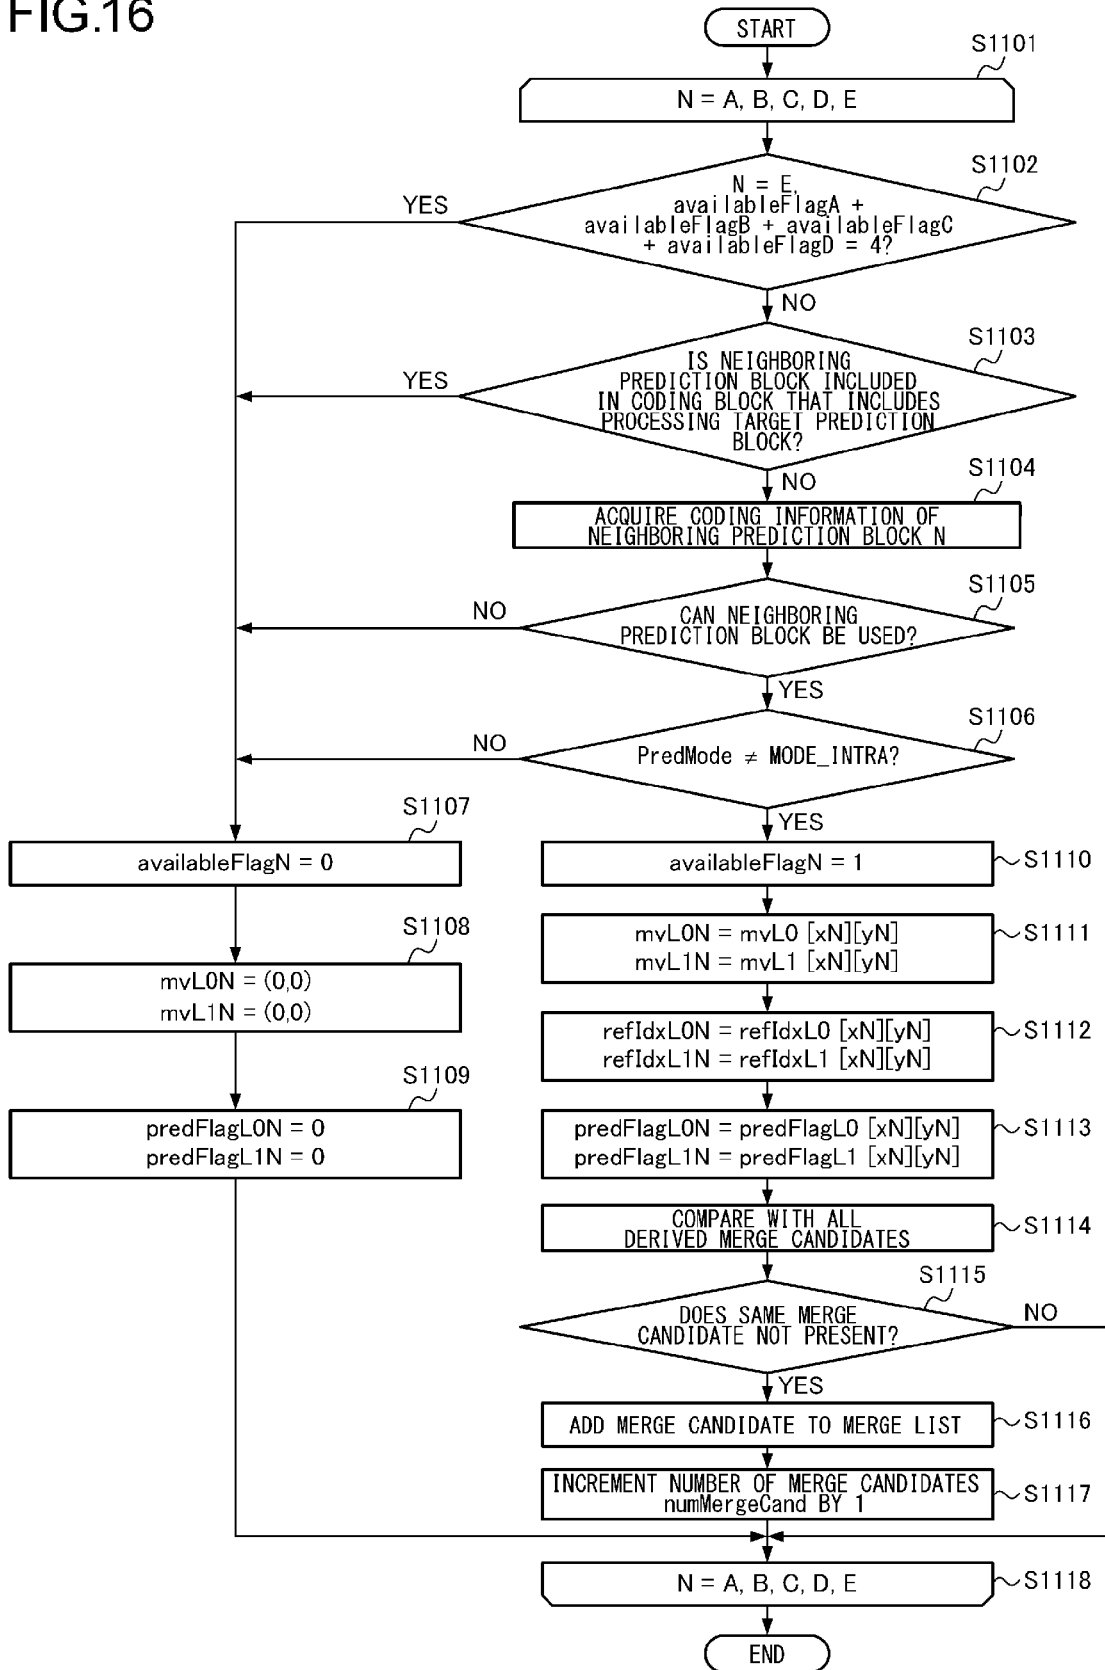 FIG.16
START
S1101
N = A, B, C, D, E
S1102
N = E,
availableFlagA +
availableFlagB + availableFlagC
+ availableFlagD = 4?
YES
NO
S1103
IS NEIGHBORING
PREDICTION BLOCK INCLUDED
IN CODING BLOCK THAT INCLUDES
PROCESSING TARGET PREDICTION
BLOCK?
YES
NO
S1104
ACQUIRE CODING INFORMATION OF
NEIGHBORING PREDICTION BLOCK N
S1105
CAN NEIGHBORING
PREDICTION BLOCK BE USED?
NO
YES
S1106
PredMode ≠ MODE_INTRA?
NO
YES
S1107
availableFlagN = 0
availableFlagN = 1
S1110
S1108
mvL0N = (0,0)
mvL1N = (0,0)
mvL0N = mvL0 [xN][yN]
mvL1N = mvL1 [xN][yN]
S1111
refIdxL0N = refIdxL0 [xN][yN]
refIdxL1N = refIdxL1 [xN][yN]
S1112
S1109
predFlagL0N = 0
predFlagL1N = 0
predFlagL0N = predFlagL0 [xN][yN]
predFlagL1N = predFlagL1 [xN][yN]
S1113
COMPARE WITH ALL
DERIVED MERGE CANDIDATES
S1114
S1115
DOES SAME MERGE
CANDIDATE NOT PRESENT?
NO
YES
ADD MERGE CANDIDATE TO MERGE LIST
S1116
INCREMENT NUMBER OF MERGE CANDIDATES
numMergeCand BY 1
S1117
N = A, B, C, D, E
S1118
END